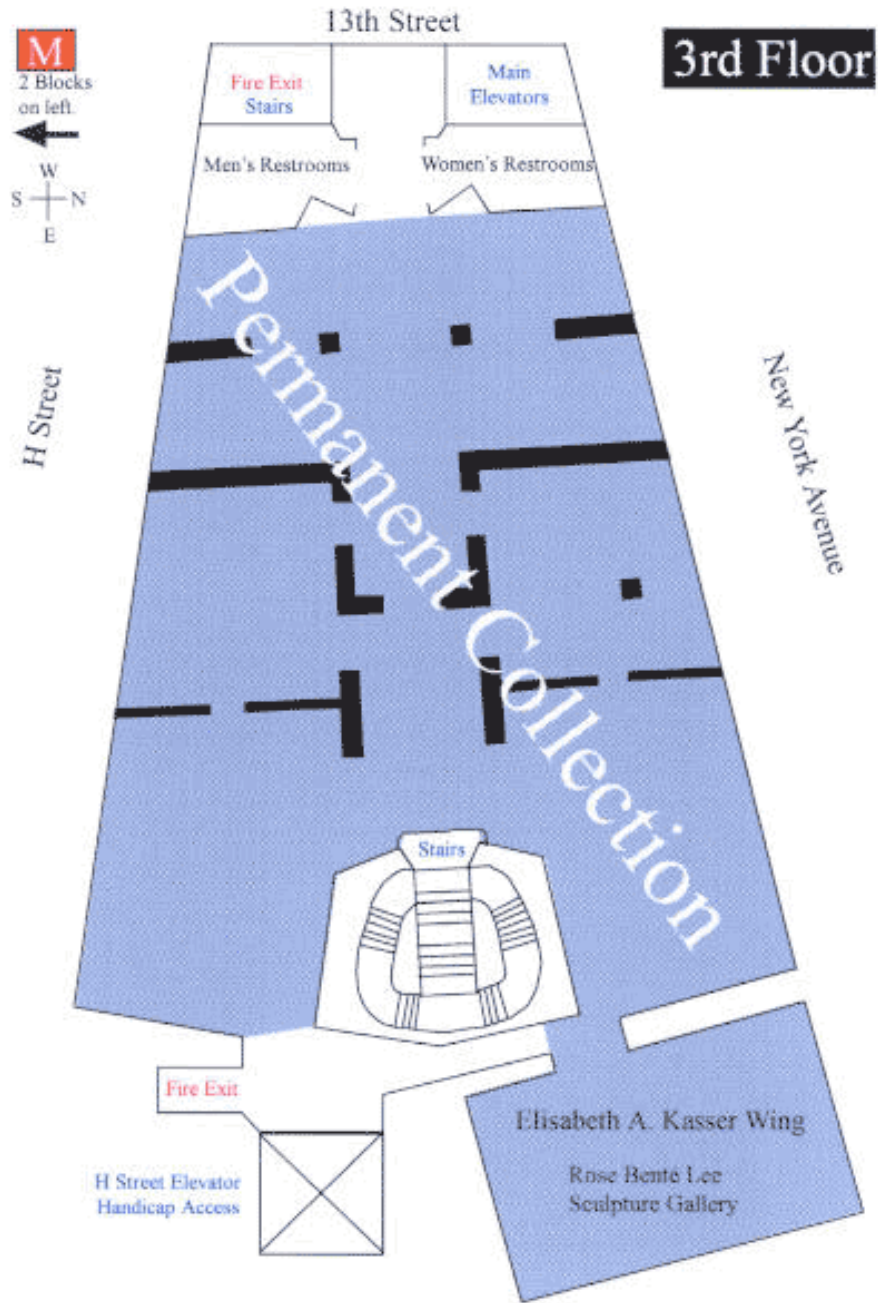 13th Street
M
2 Blocks
on left
W
S N
E
3rd Floor
Fire Exit
Stairs
Main
Elevators
Men's Restrooms
Women's Restrooms
H Street
New York Avenue
Permanent Collection
Stairs
Fire Exit
H Street Elevator
Handicap Access
Elisabeth A. Kasser Wing
Rose Bente Lee
Sculpture Gallery